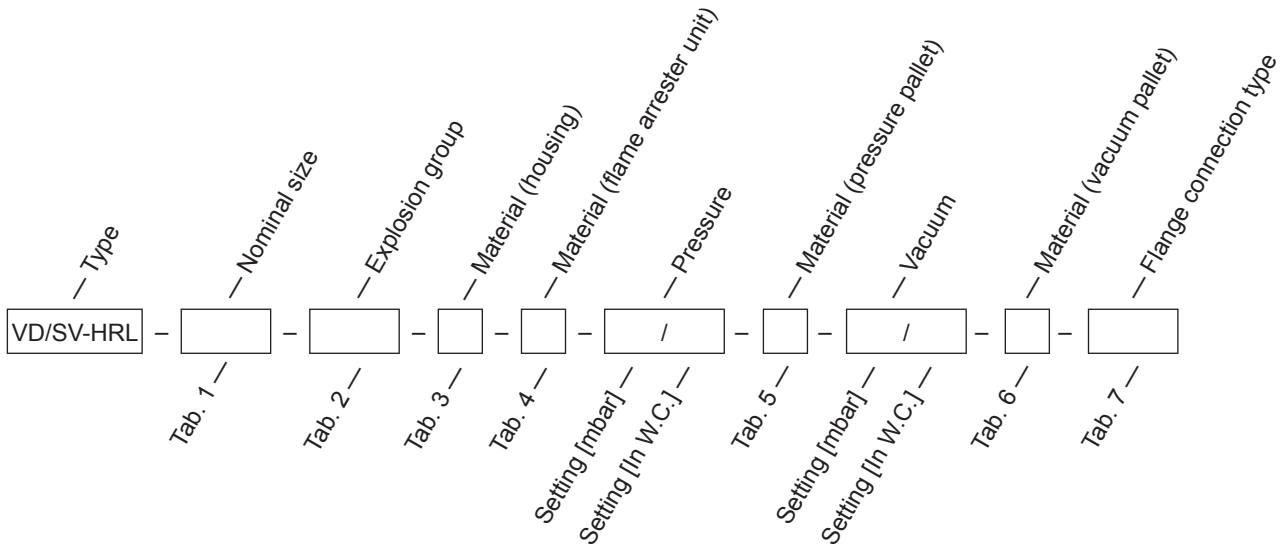 Type
Nominal size
Explosion group
Material (housing)
Material (flame arrester unit)
Pressure
Material (pressure pallet)
Vacuum
Material (vacuum pallet)
Flange connection type
VD/SV-HRL – – – – – / – – / – –
Tab. 1
Tab. 2
Tab. 3
Tab. 4
Setting [mbar]
Setting [In W.C.]
Tab. 5
Setting [mbar]
Setting [In W.C.]
Tab. 6
Tab. 7